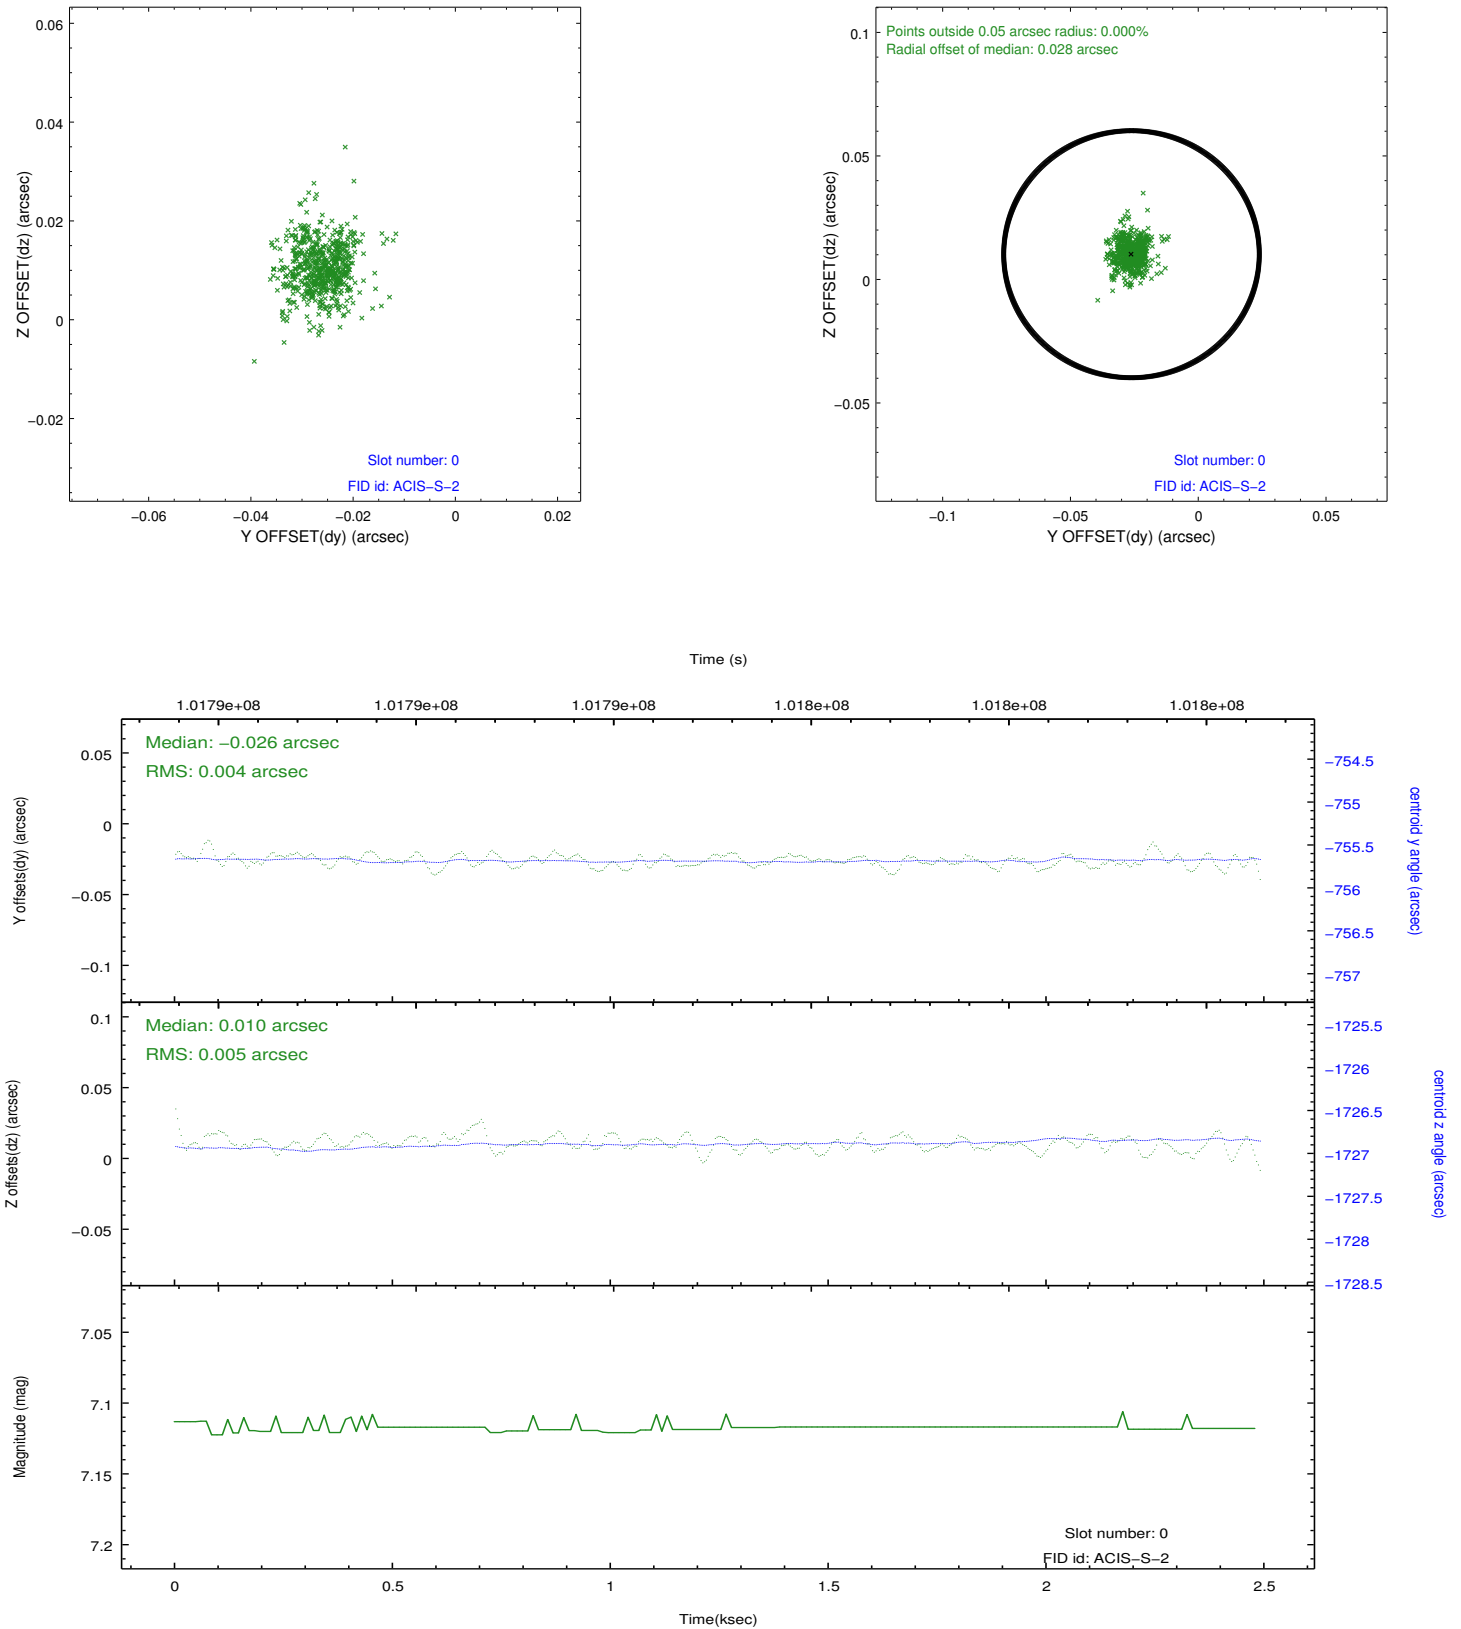 0.06
0.04
0.02
0
−0.02
Z OFFSET(dz) (arcsec)
Slot number: 0
FID id: ACIS−S−2
−0.06 −0.04 −0.02 0 0.02
Y OFFSET(dy) (arcsec)
Points outside 0.05 arcsec radius: 0.000%
Radial offset of median: 0.028 arcsec
0.1
0.05
0
−0.05
Z OFFSET(dz) (arcsec)
Slot number: 0
FID id: ACIS−S−2
−0.1 −0.05 0 0.05
Y OFFSET(dy) (arcsec)
Time (s)
1.0179e+08 1.0179e+08 1.0179e+08 1.018e+08 1.018e+08 1.018e+08
Median: −0.026 arcsec
RMS: 0.004 arcsec
0.05
0
−0.05
−0.1
Y offsets(dy) (arcsec)
−754.5
−755
−755.5
−756
−756.5
−757
centroid y angle (arcsec)
Median: 0.010 arcsec
RMS: 0.005 arcsec
0.1
0.05
0
−0.05
Z offsets(dz) (arcsec)
−1725.5
−1726
−1726.5
−1727
−1727.5
−1728
−1728.5
centroid z angle (arcsec)
7.05
7.1
7.15
7.2
Magnitude (mag)
Slot number: 0
FID id: ACIS−S−2
0 0.5 1 1.5 2 2.5
Time(ksec)